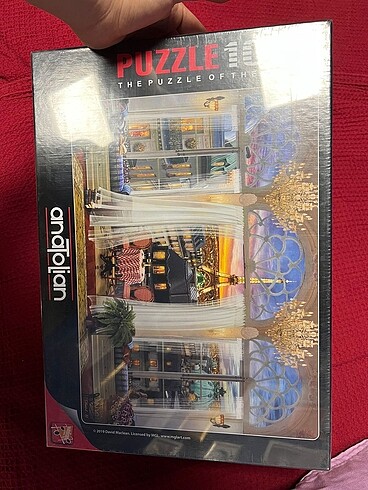 PUZZLE
THE PUZZLE OF THE
anatolian
© 2019 David Maclean. Licensed by MGL. www.mglart.com